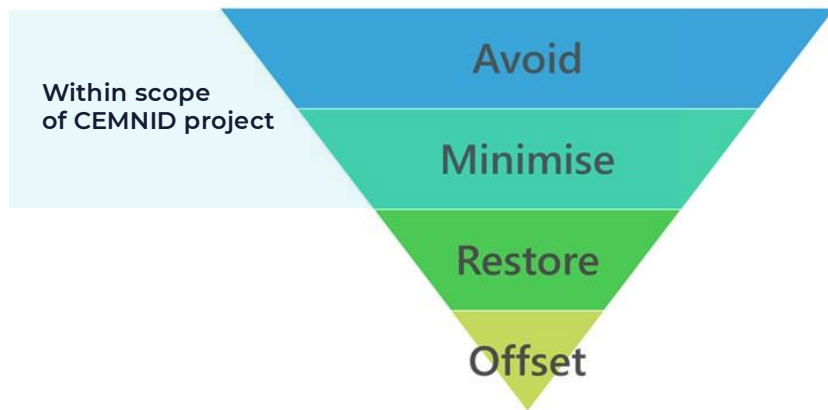 Avoid
Within scope
of CEMNID project
Minimise
Restore
Offset